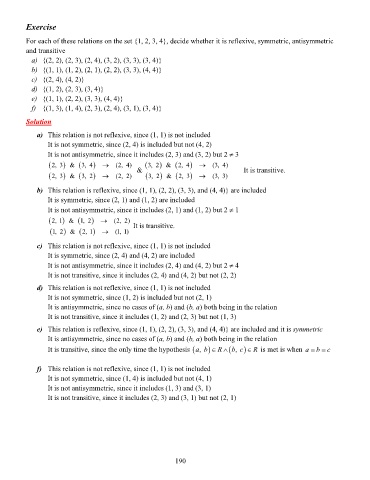 Exercise
For each of these relations on the set {1, 2, 3, 4}, decide whether it is reflexive, symmetric, antisymmetric
and transitive
a) {(2, 2), (2, 3), (2, 4), (3, 2), (3, 3), (3, 4)}
b) {(1, 1), (1, 2), (2, 1), (2, 2), (3, 3), (4, 4)}
c) {(2, 4), (4, 2)}
d) {(1, 2), (2, 3), (3, 4)}
e) {(1, 1), (2, 2), (3, 3), (4, 4)}
f) {(1, 3), (1, 4), (2, 3), (2, 4), (3, 1), (3, 4)}
Solution
a) This relation is not reflexive, since (1, 1) is not included
It is not symmetric, since (2, 4) is included but not (4, 2)
It is not antisymmetric, since it includes (2, 3) and (3, 2) but 2 ≠ 3
(2, 3) & (3, 4) → (2, 4) & (3, 2) & (2, 4) → (3, 4)
(2, 3) & (3, 2) → (2, 2) (3, 2) & (2, 3) → (3, 3) It is transitive.
b) This relation is reflexive, since (1, 1), (2, 2), (3, 3), and (4, 4)} are included
It is symmetric, since (2, 1) and (1, 2) are included
It is not antisymmetric, since it includes (2, 1) and (1, 2) but 2 ≠ 1
(2, 1) & (1, 2) → (2, 2)
(1, 2) & (2, 1) → (1, 1) It is transitive.
c) This relation is not reflexive, since (1, 1) is not included
It is symmetric, since (2, 4) and (4, 2) are included
It is not antisymmetric, since it includes (2, 4) and (4, 2) but 2 ≠ 4
It is not transitive, since it includes (2, 4) and (4, 2) but not (2, 2)
d) This relation is not reflexive, since (1, 1) is not included
It is not symmetric, since (1, 2) is included but not (2, 1)
It is antisymmetric, since no cases of (a, b) and (b, a) both being in the relation
It is not transitive, since it includes (1, 2) and (2, 3) but not (1, 3)
e) This relation is reflexive, since (1, 1), (2, 2), (3, 3), and (4, 4)} are included and it is symmetric
It is antisymmetric, since no cases of (a, b) and (b, a) both being in the relation
It is transitive, since the only time the hypothesis (a, b) ∈ R ∧ (b, c) ∈ R is met is when a = b = c
f) This relation is not reflexive, since (1, 1) is not included
It is not symmetric, since (1, 4) is included but not (4, 1)
It is not antisymmetric, since it includes (1, 3) and (3, 1)
It is not transitive, since it includes (2, 3) and (3, 1) but not (2, 1)
190